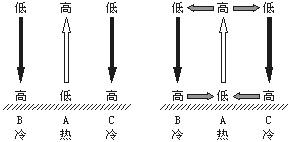 低 高 低 低 高 低
高 低 高 高 低 高
B A C B A C
冷 热 冷 冷 热 冷